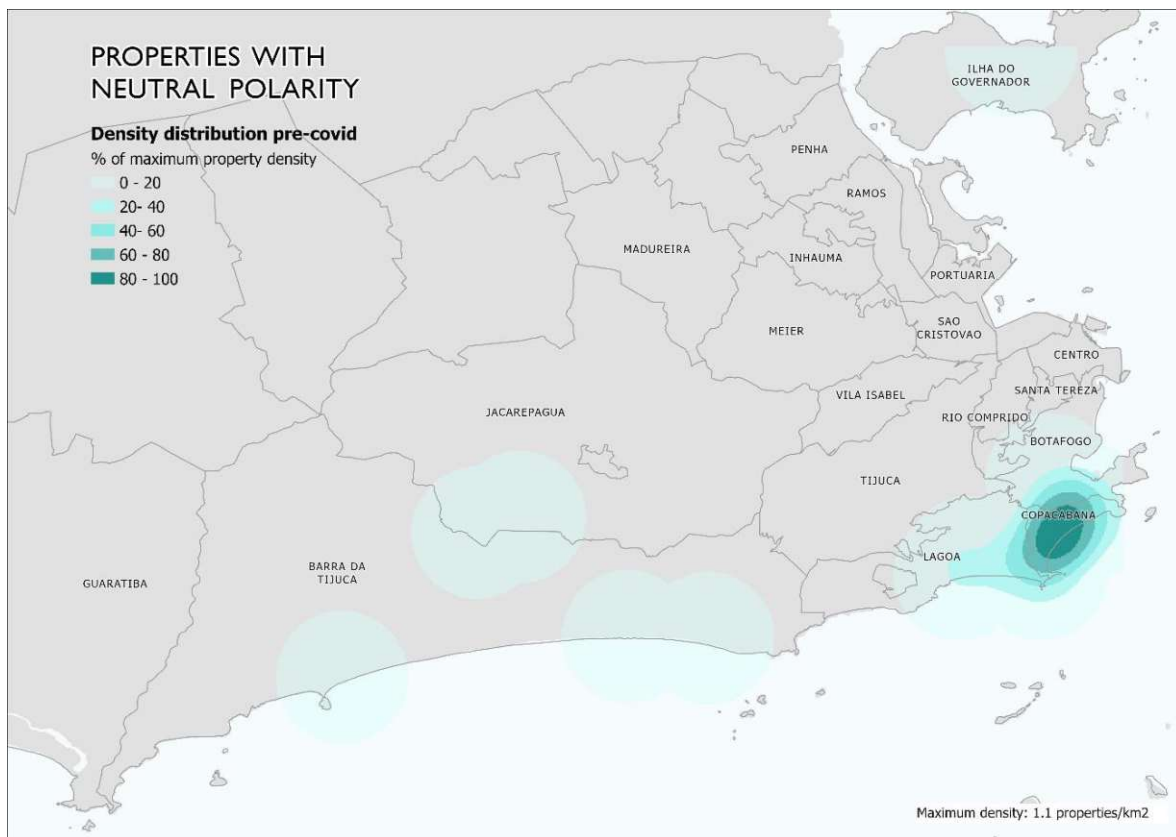 PROPERTIES WITH
NEUTRAL POLARITY
Density distribution pre-covid
% of maximum property density
0 - 20
20- 40
40- 60
60 - 80
80 - 100
ILHA DO
GOVERNADOR
PENHA
RAMOS
MADUREIRA
INHAUMA
PORTUARIA
MEIER
SAO
CRISTOVAO
CENTRO
VILA ISABEL
SANTA TEREZA
JACAREPAGUA
RIO COMPRIDO
BOTAFOGO
TIJUCA
COPACABANA
LAGOA
BARRA DA
TIJUCA
GUARATIBA
Maximum density: 1.1 properties/km2